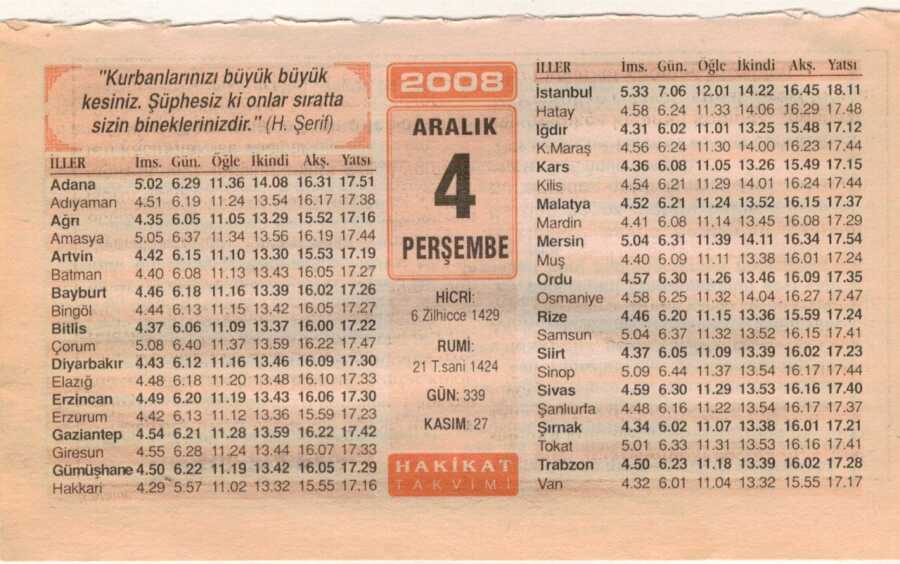 "Kurbanlarınızı büyük büyük
kesiniz. Şüphesiz ki onlar sıratta
sizin bineklerinizdir." (H. Şerif)
İLLER İms. Gün. Öğle İkindi Akş. Yatsı
Adana 5.02 6.29 11.36 14.08 16.31 17.51
Adıyaman 4.51 6.19 11.24 13.54 16.17 17.38
Ağrı 4.35 6.05 11.05 13.29 15.52 17.16
Amasya 5.05 6.37 11.34 13.56 16.19 17.44
Artvin 4.42 6.15 11.10 13.30 15.53 17.19
Batman 4.40 6.08 11.13 13.43 16.05 17.27
Bayburt 4.46 6.18 11.16 13.39 16.02 17.26
Bingöl 4.44 6.13 11.15 13.42 16.05 17.27
Bitlis 4.37 6.06 11.09 13.37 16.00 17.22
Çorum 5.08 6.40 11.37 13.59 16.22 17.47
Diyarbakır 4.43 6.12 11.16 13.46 16.09 17.30
Elazığ 4.48 6.18 11.20 13.48 16.10 17.33
Erzincan 4.49 6.20 11.19 13.43 16.06 17.30
Erzurum 4.42 6.13 11.12 13.36 15.59 17.23
Gaziantep 4.54 6.21 11.28 13.59 16.22 17.42
Giresun 4.55 6.28 11.24 13.44 16.07 17.33
Gümüşhane 4.50 6.22 11.19 13.42 16.05 17.29
Hakkari 4.29 5.57 11.02 13.32 15.55 17.16
2008
ARALIK
4
PERŞEMBE
HİCRİ:
6 Zilhicce 1429
RUMİ:
21 T.sani 1424
GÜN: 339
KASIM: 27
HAKİKAT
TAKVİMİ
İLLER İms. Gün. Öğle İkindi Akş. Yatsı
İstanbul 5.33 7.06 12.01 14.22 16.45 18.11
Hatay 4.58 6.24 11.33 14.06 16.29 17.48
Iğdır 4.31 6.02 11.01 13.25 15.48 17.12
K.Maraş 4.56 6.24 11.30 14.00 16.23 17.44
Kars 4.36 6.08 11.05 13.26 15.49 17.15
Kilis 4.54 6.21 11.29 14.01 16.24 17.44
Malatya 4.52 6.21 11.24 13.52 16.15 17.37
Mardin 4.41 6.08 11.14 13.45 16.08 17.29
Mersin 5.04 6.31 11.39 14.11 16.34 17.54
Muş 4.40 6.09 11.11 13.38 16.01 17.24
Ordu 4.57 6.30 11.26 13.46 16.09 17.35
Osmaniye 4.58 6.25 11.32 14.04 16.27 17.47
Rize 4.46 6.20 11.15 13.36 15.59 17.24
Samsun 5.04 6.37 11.32 13.52 16.15 17.41
Siirt 4.37 6.05 11.09 13.39 16.02 17.23
Sinop 5.09 6.44 11.37 13.54 16.17 17.44
Sivas 4.59 6.30 11.29 13.53 16.16 17.40
Şanlıurfa 4.48 6.16 11.22 13.54 16.17 17.37
Şırnak 4.34 6.02 11.07 13.38 16.01 17.21
Tokat 5.01 6.33 11.31 13.53 16.16 17.41
Trabzon 4.50 6.23 11.18 13.39 16.02 17.28
Van 4.32 6.01 11.04 13.32 15.55 17.17